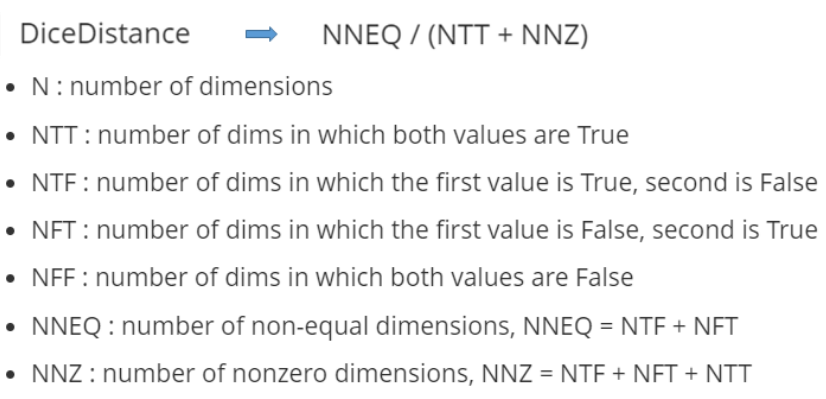 DiceDistance ➡ NNEQ / (NTT + NNZ)
• N : number of dimensions
• NTT : number of dims in which both values are True
• NTF : number of dims in which the first value is True, second is False
• NFT : number of dims in which the first value is False, second is True
• NFF : number of dims in which both values are False
• NNEQ : number of non-equal dimensions, NNEQ = NTF + NFT
• NNZ : number of nonzero dimensions, NNZ = NTF + NFT + NTT